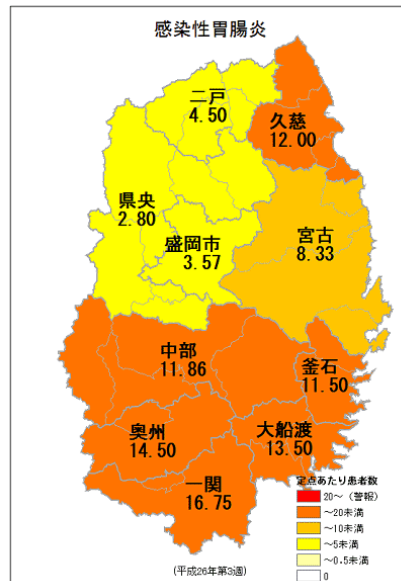 感染性胃腸炎
二戸
4.50
久慈
12.00
県央
2.80
盛岡市
3.57
宮古
8.33
中部
11.86
釜石
11.50
奥州
14.50
大船渡
13.50
一関
16.75
定点あたり患者数
20～（警報）
～20未満
～10未満
～5未満
～0.5未満
0
(平成26年第3週)